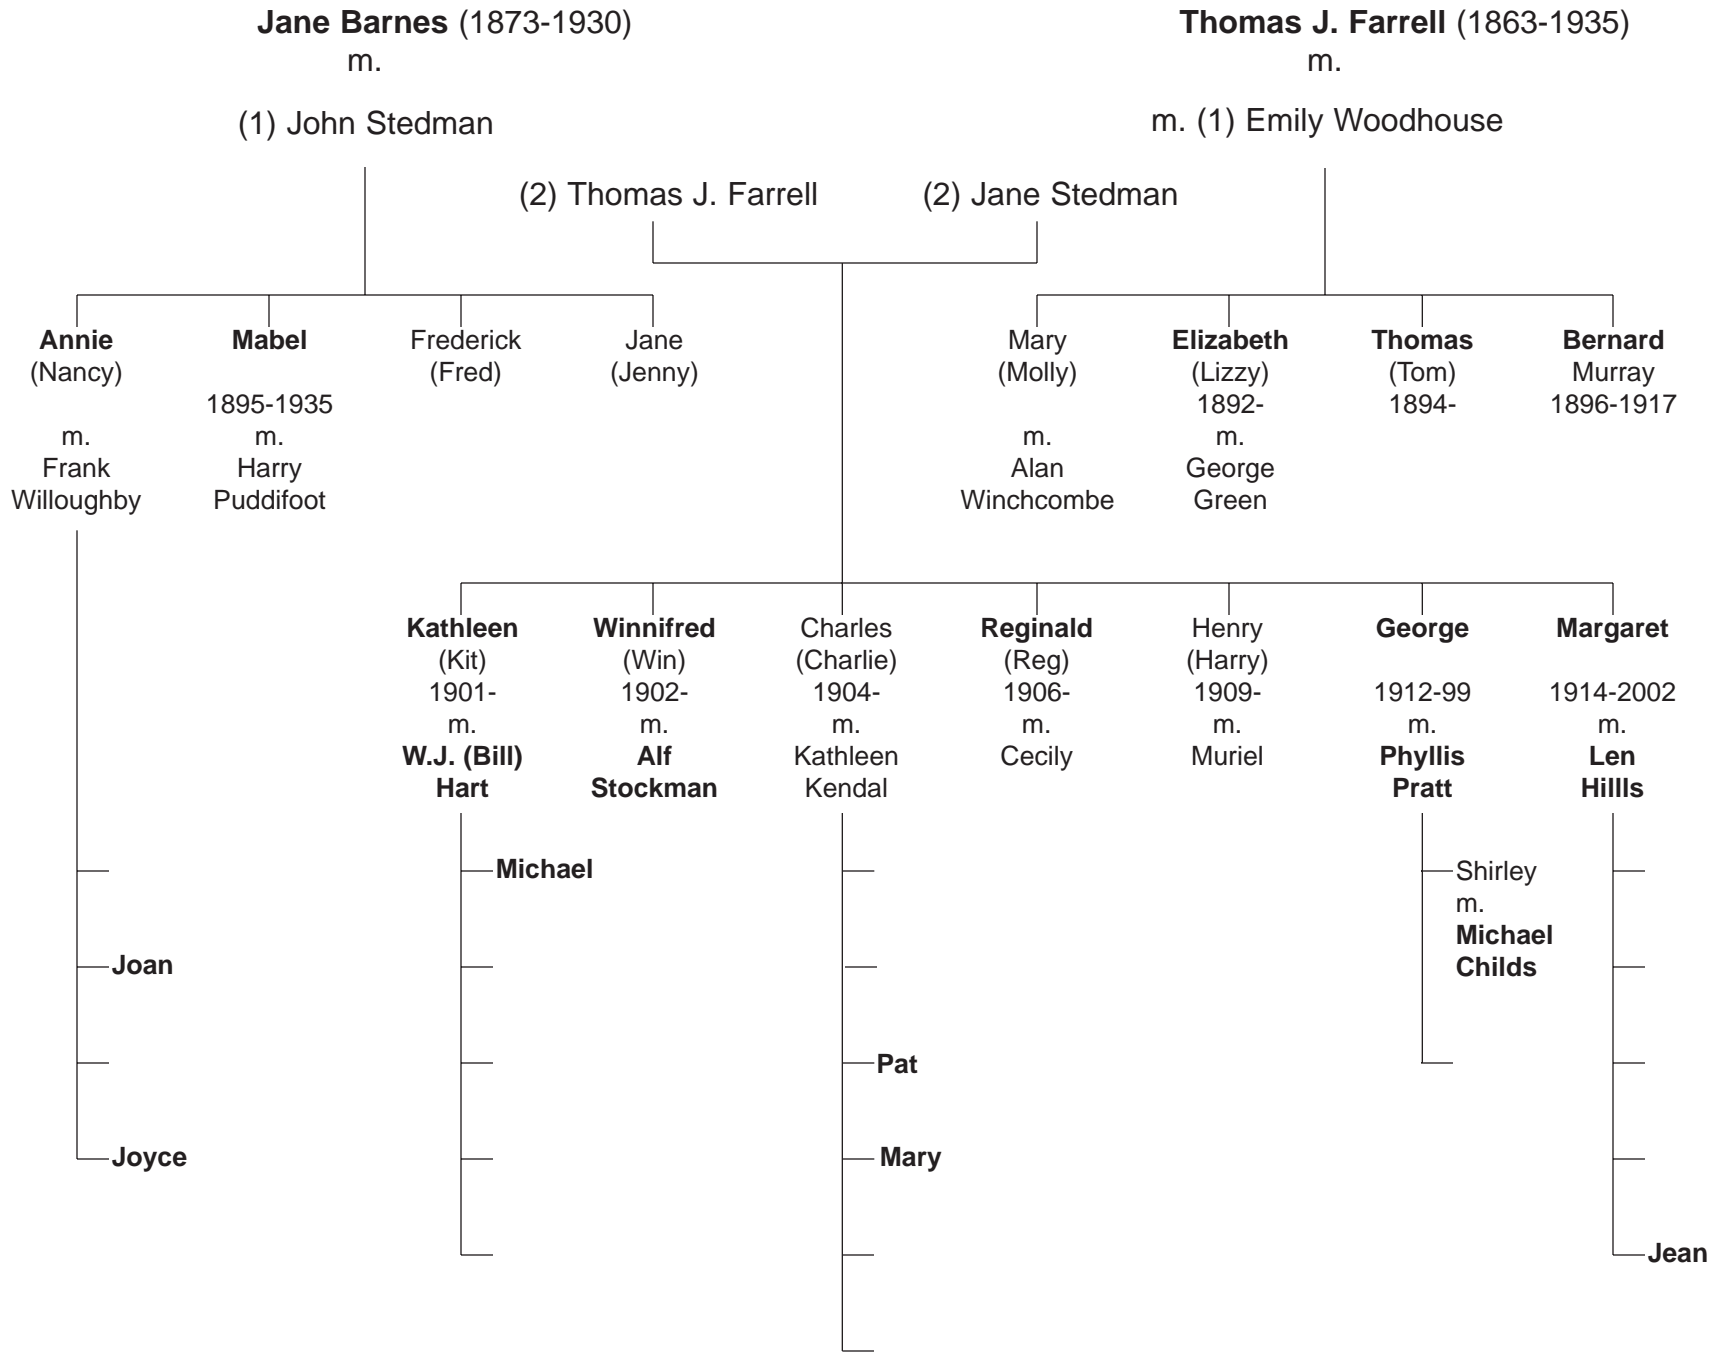 Jane Barnes (1873-1930)
m.
(1) John Stedman
Thomas J. Farrell (1863-1935)
m.
m. (1) Emily Woodhouse
(2) Thomas J. Farrell
(2) Jane Stedman
Annie
(Nancy)
m.
Frank
Willoughby
Mabel
1895-1935
m.
Harry
Puddifoot
Frederick
(Fred)
Jane
(Jenny)
Mary
(Molly)
m.
Alan
Winchcombe
Elizabeth
(Lizzy)
1892-
m.
George
Green
Thomas
(Tom)
1894-
Bernard
Murray
1896-1917
Kathleen
(Kit)
1901-
m.
W.J. (Bill)
Hart
Winnifred
(Win)
1902-
m.
Alf
Stockman
Charles
(Charlie)
1904-
m.
Kathleen
Kendal
Reginald
(Reg)
1906-
m.
Cecily
Henry
(Harry)
1909-
m.
Muriel
George
1912-99
m.
Phyllis
Pratt
Margaret
1914-2002
m.
Len
Hillls
Joan
Joyce
Michael
Pat
Mary
Shirley
m.
Michael
Childs
Jean